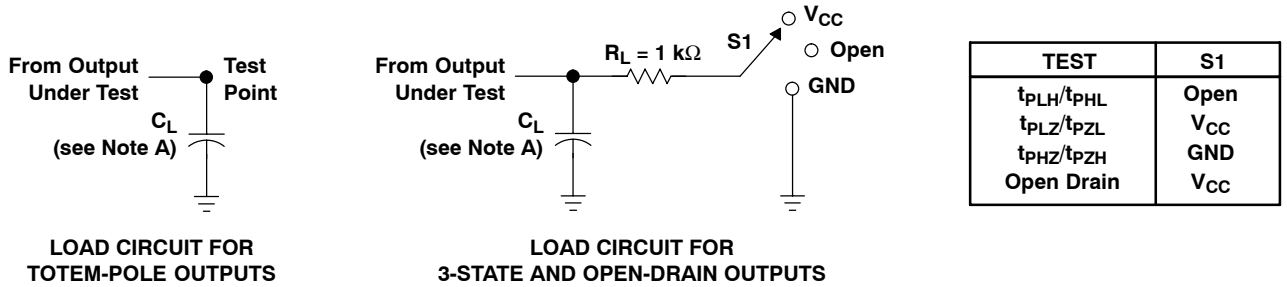 From Output
Under Test
Test
Point
C_L
(see Note A)
LOAD CIRCUIT FOR
TOTEM-POLE OUTPUTS
From Output
Under Test
R_L = 1 kΩ
S1
V_CC
Open
GND
C_L
(see Note A)
LOAD CIRCUIT FOR
3-STATE AND OPEN-DRAIN OUTPUTS
TEST S1
t_PLH/t_PHL Open
t_PLZ/t_PZL V_CC
t_PHZ/t_PZH GND
Open Drain V_CC